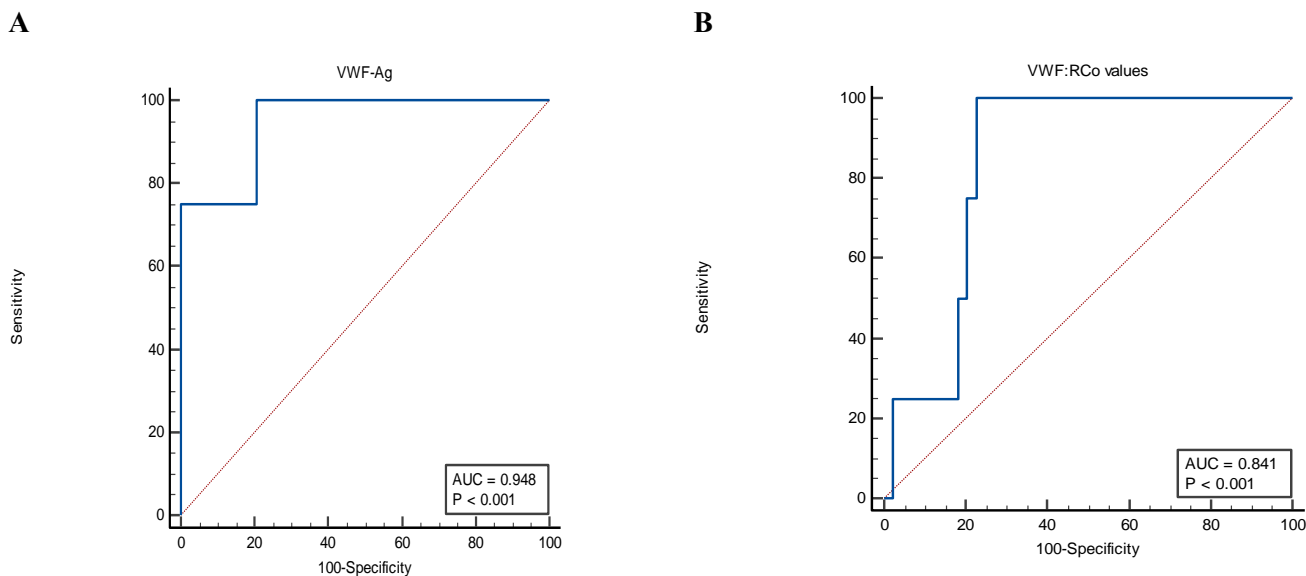 A
VWF-Ag
100
80
60
40
20
0
Sensitivity
0 20 40 60 80 100
100-Specificity
AUC = 0.948
P < 0.001
B
VWF:RCo values
100
80
60
40
20
0
Sensitivity
0 20 40 60 80 100
100-Specificity
AUC = 0.841
P < 0.001